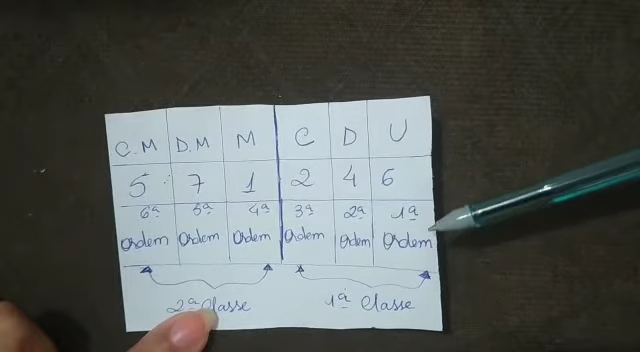 C.M D.M M C D U
5 7 1 2 4 6
6ª 5ª 4ª 3ª 2ª 1ª
Ordem Ordem Ordem Ordem Ordem Ordem
2ª Classe 1ª Classe